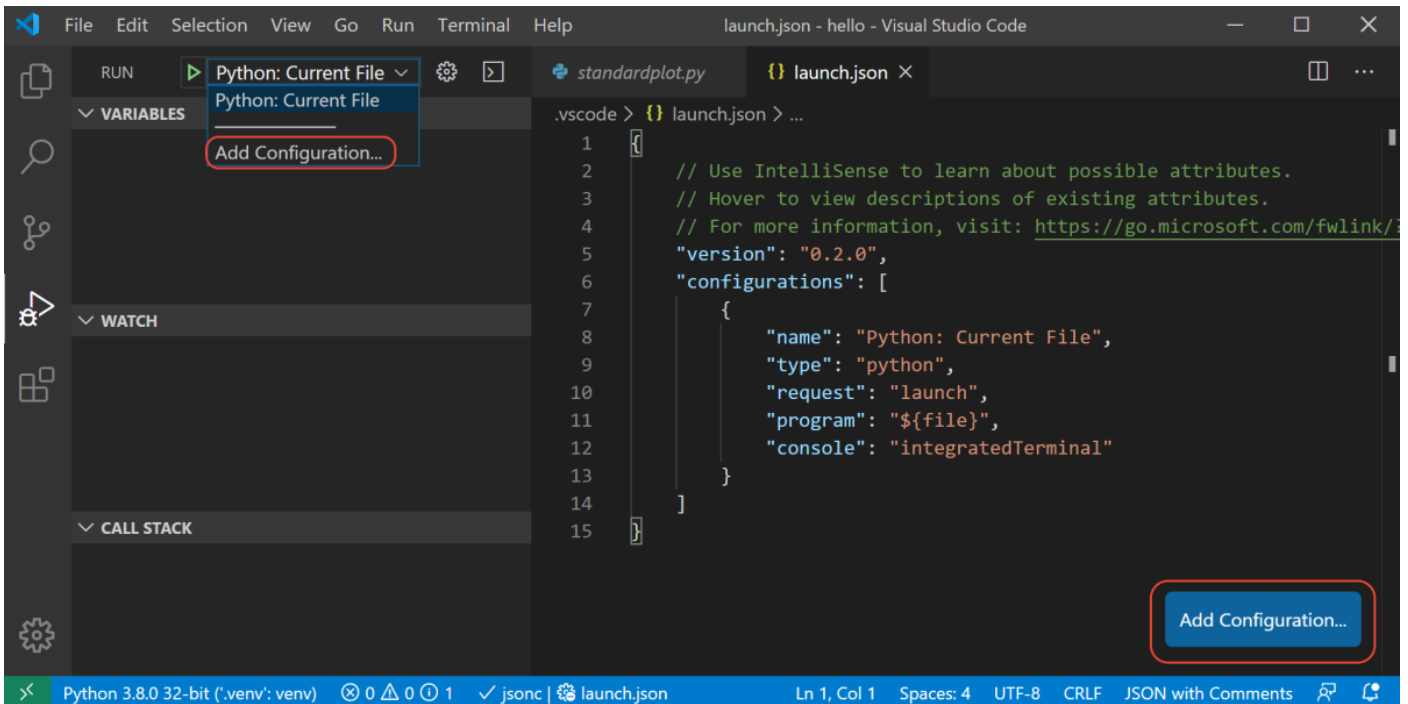 File Edit Selection View Go Run Terminal Help launch.json - hello - Visual Studio Code
RUN Python: Current File
Python: Current File
Add Configuration...
VARIABLES
WATCH
CALL STACK
standardplot.py {} launch.json
.vscode > {} launch.json > ...
1 {
2 // Use IntelliSense to learn about possible attributes.
3 // Hover to view descriptions of existing attributes.
4 // For more information, visit: https://go.microsoft.com/fwlink/
5 "version": "0.2.0",
6 "configurations": [
7 {
8 "name": "Python: Current File",
9 "type": "python",
10 "request": "launch",
11 "program": "${file}",
12 "console": "integratedTerminal"
13 }
14 ]
15 }
Add Configuration...
Python 3.8.0 32-bit ('.venv': venv) 0 0 1 jsonc | launch.json Ln 1, Col 1 Spaces: 4 UTF-8 CRLF JSON with Comments